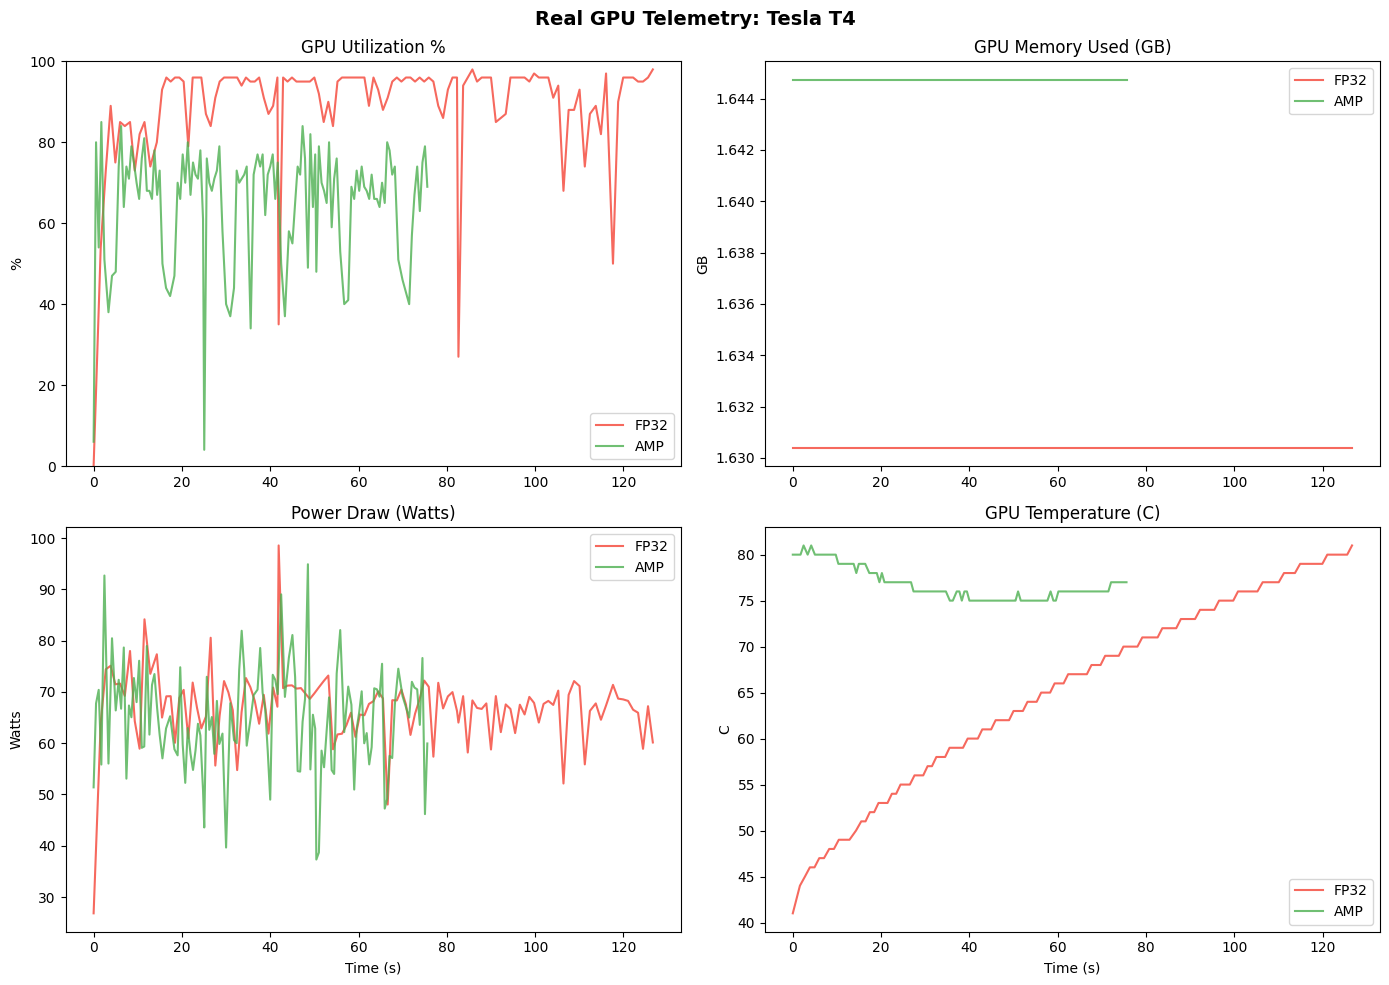 Real GPU Telemetry: Tesla T4
GPU Utilization %
100
80
60
40
20
0
%
0 20 40 60 80 100 120
FP32
AMP
GPU Memory Used (GB)
1.644
1.642
1.640
1.638
1.636
1.634
1.632
1.630
GB
0 20 40 60 80 100 120
FP32
AMP
Power Draw (Watts)
100
90
80
70
60
50
40
30
Watts
0 20 40 60 80 100 120
Time (s)
FP32
AMP
GPU Temperature (C)
80
75
70
65
60
55
50
45
40
C
0 20 40 60 80 100 120
Time (s)
FP32
AMP